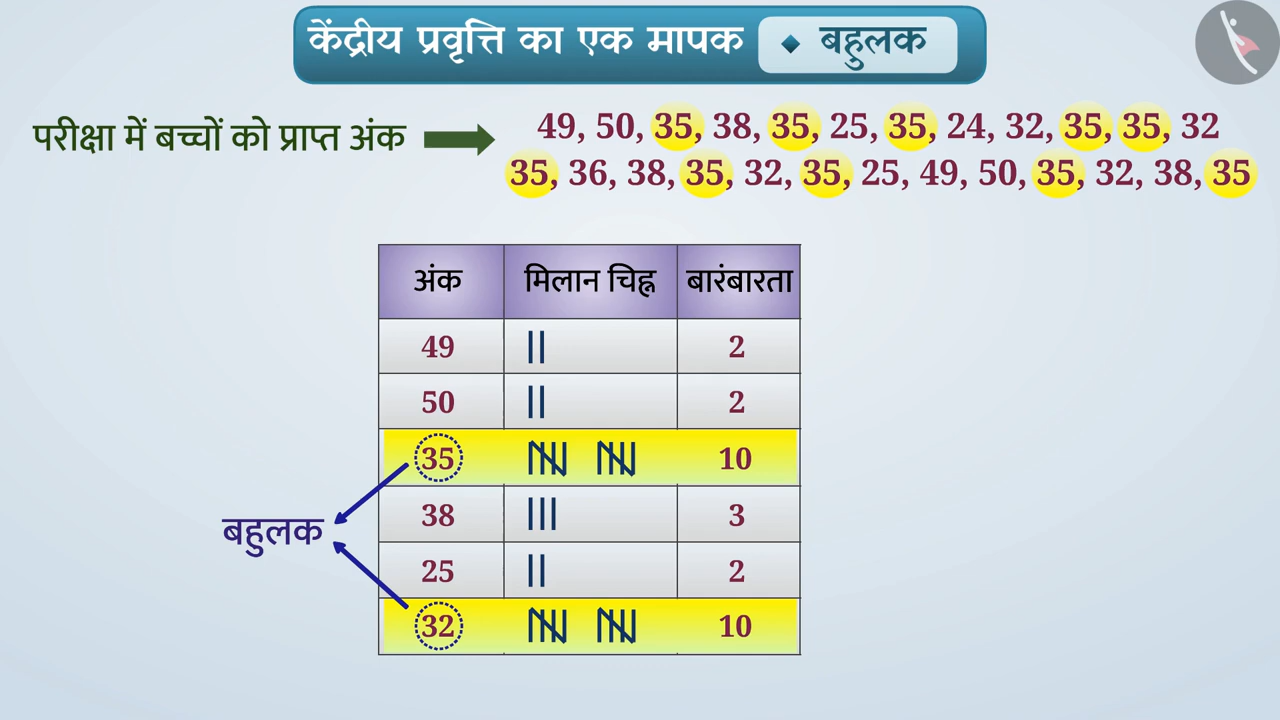 केंद्रीय प्रवृत्ति का एक मापक ◆ बहुलक
परीक्षा में बच्चों को प्राप्त अंक
49, 50, 35, 38, 35, 25, 35, 24, 32, 35, 35, 32
35, 36, 38, 35, 32, 35, 25, 49, 50, 35, 32, 38, 35
अंक मिलान चिह्न बारंबारता
49 2
50 2
35 10
38 3
25 2
32 10
बहुलक